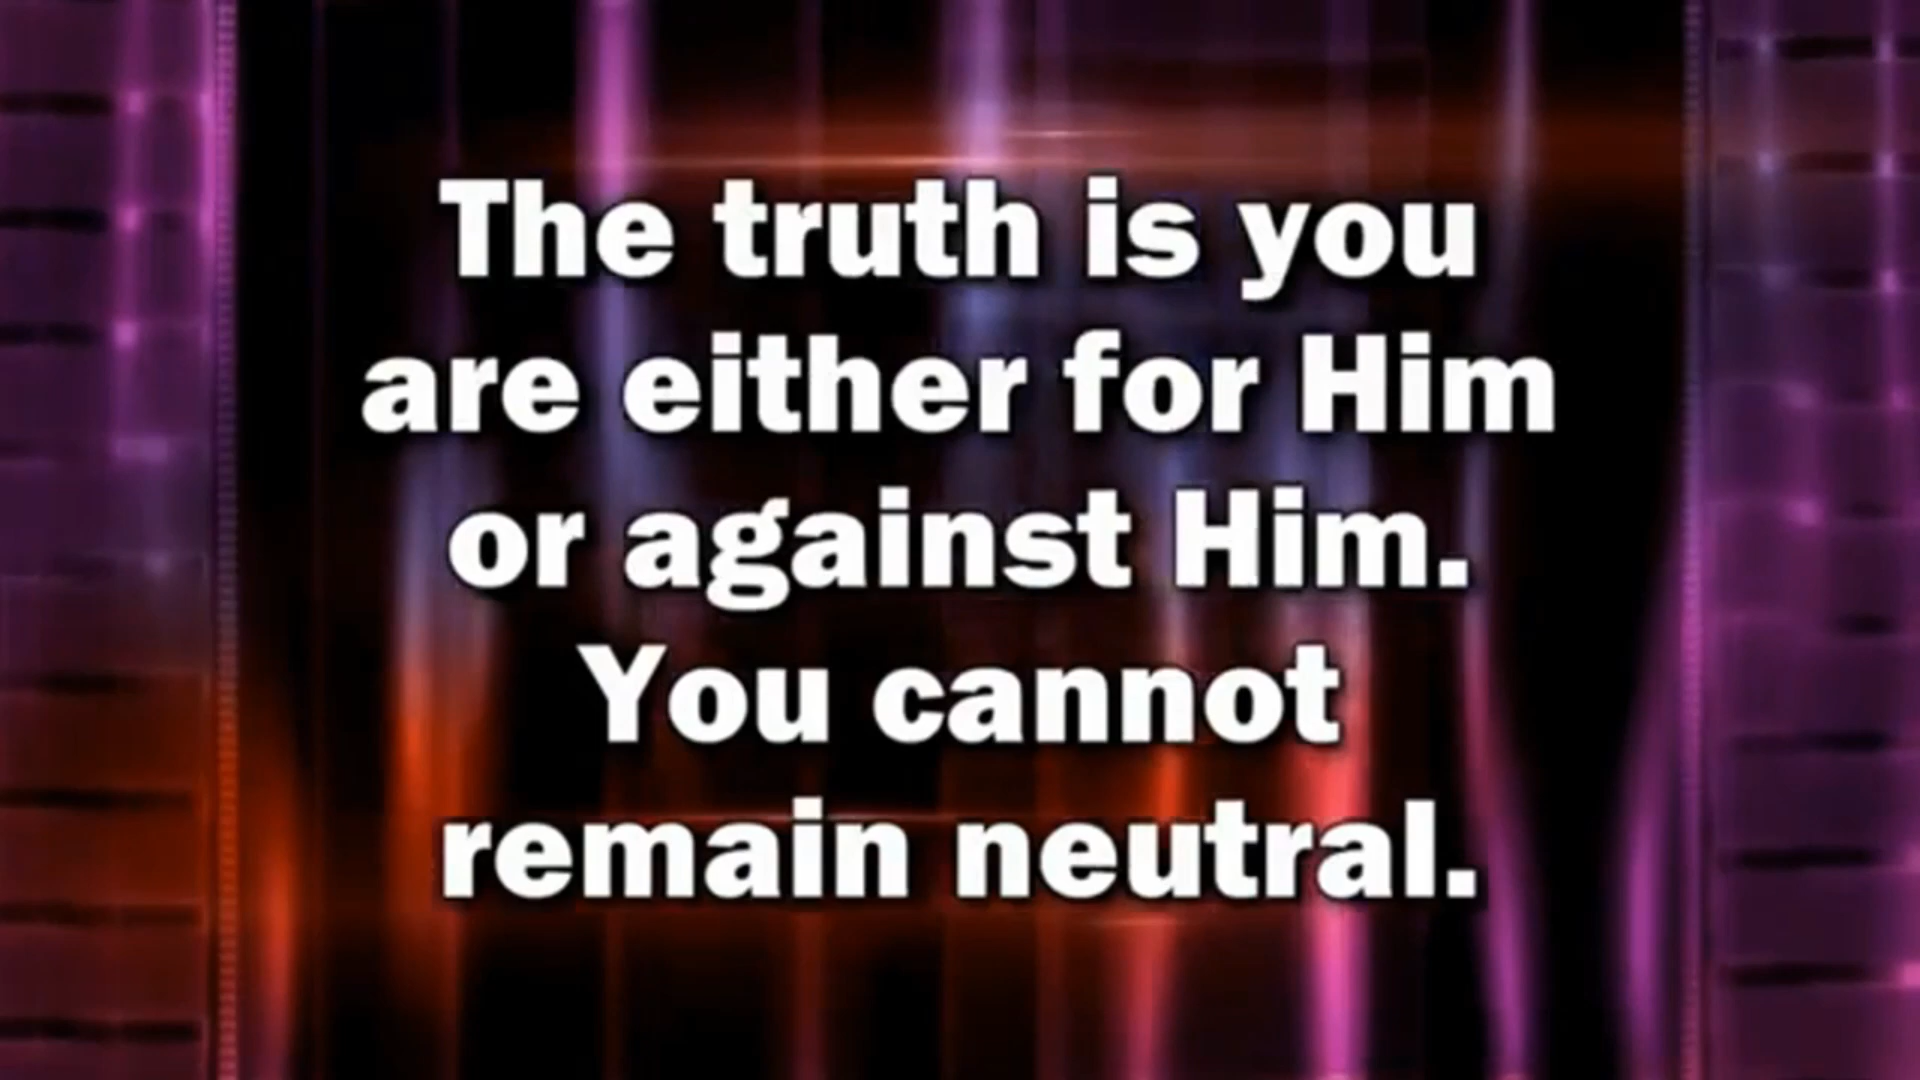 The truth is you
are either for Him
or against Him.
You cannot
remain neutral.